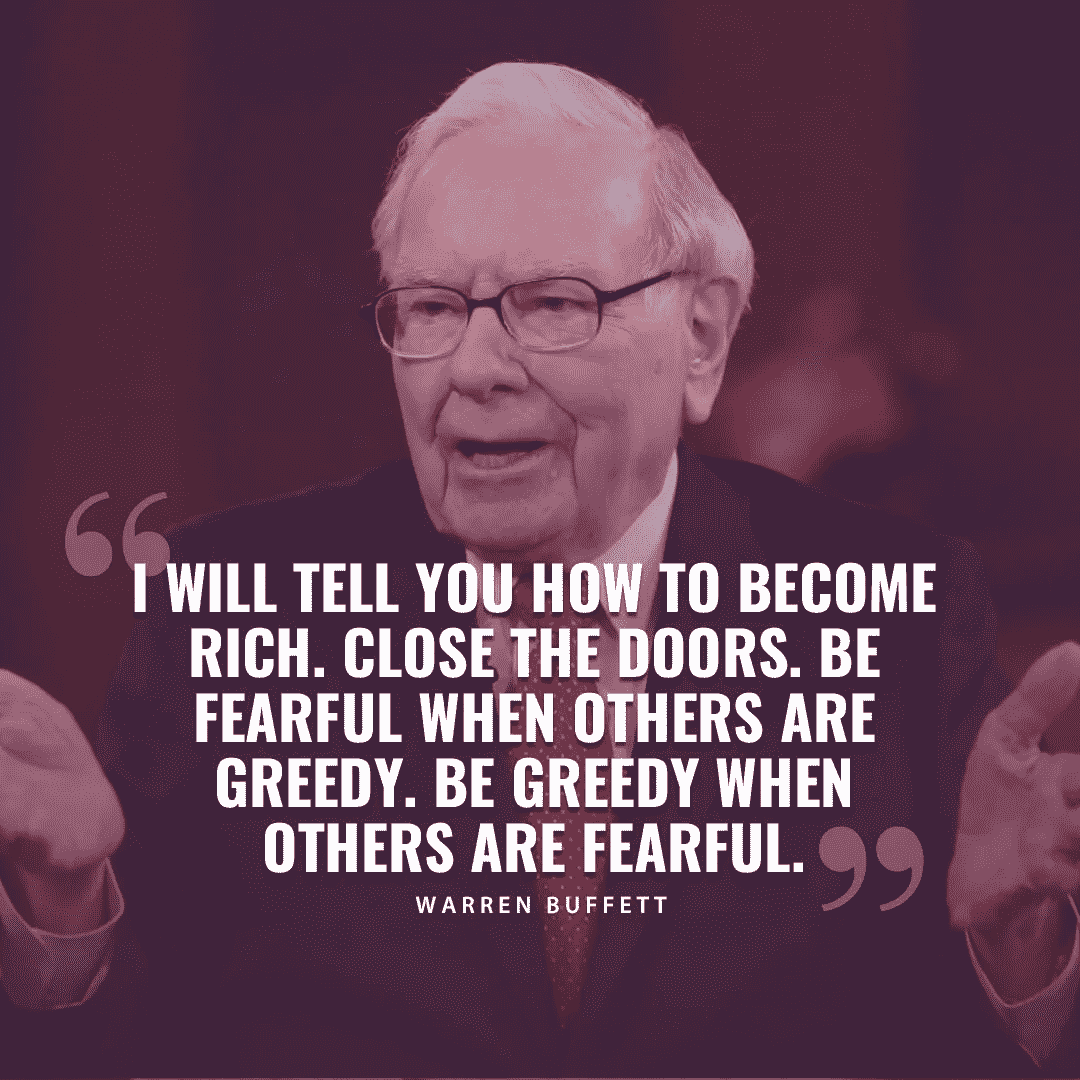 “I WILL TELL YOU HOW TO BECOME
RICH. CLOSE THE DOORS. BE
FEARFUL WHEN OTHERS ARE
GREEDY. BE GREEDY WHEN
OTHERS ARE FEARFUL.”
WARREN BUFFETT